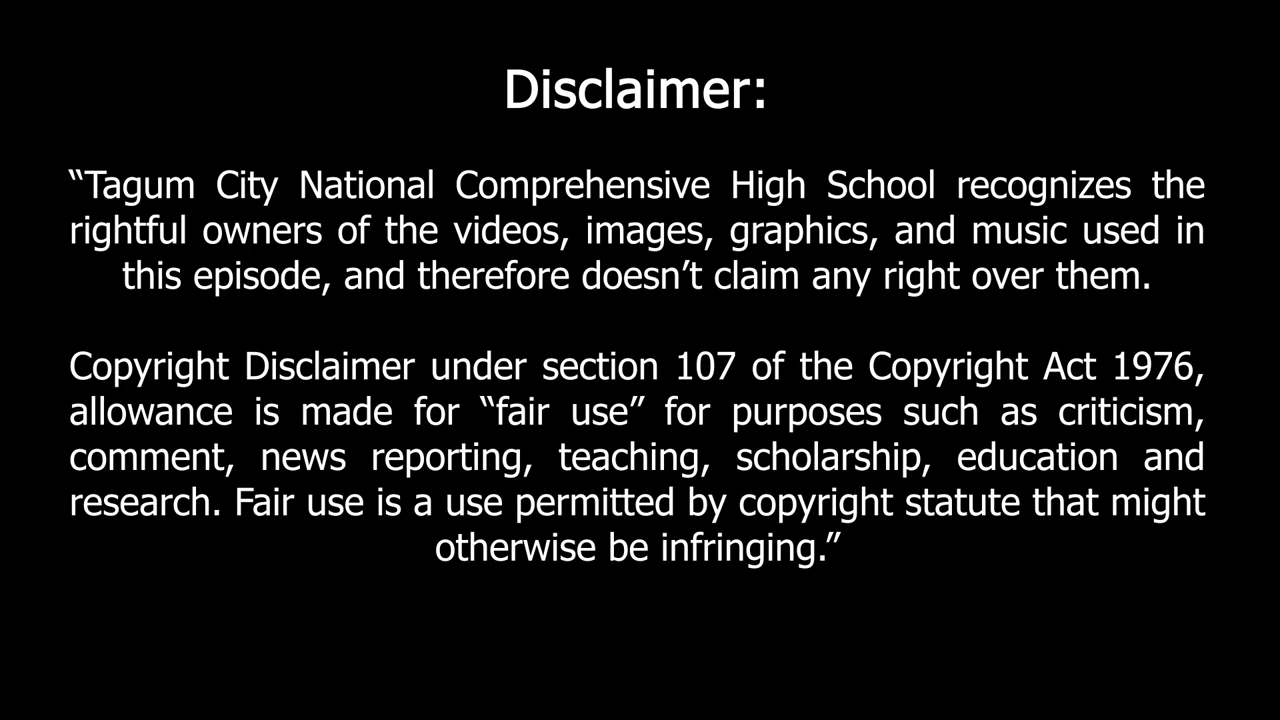 Disclaimer:
“Tagum City National Comprehensive High School recognizes the
rightful owners of the videos, images, graphics, and music used in
this episode, and therefore doesn’t claim any right over them.
Copyright Disclaimer under section 107 of the Copyright Act 1976,
allowance is made for “fair use” for purposes such as criticism,
comment, news reporting, teaching, scholarship, education and
research. Fair use is a use permitted by copyright statute that might
otherwise be infringing.”